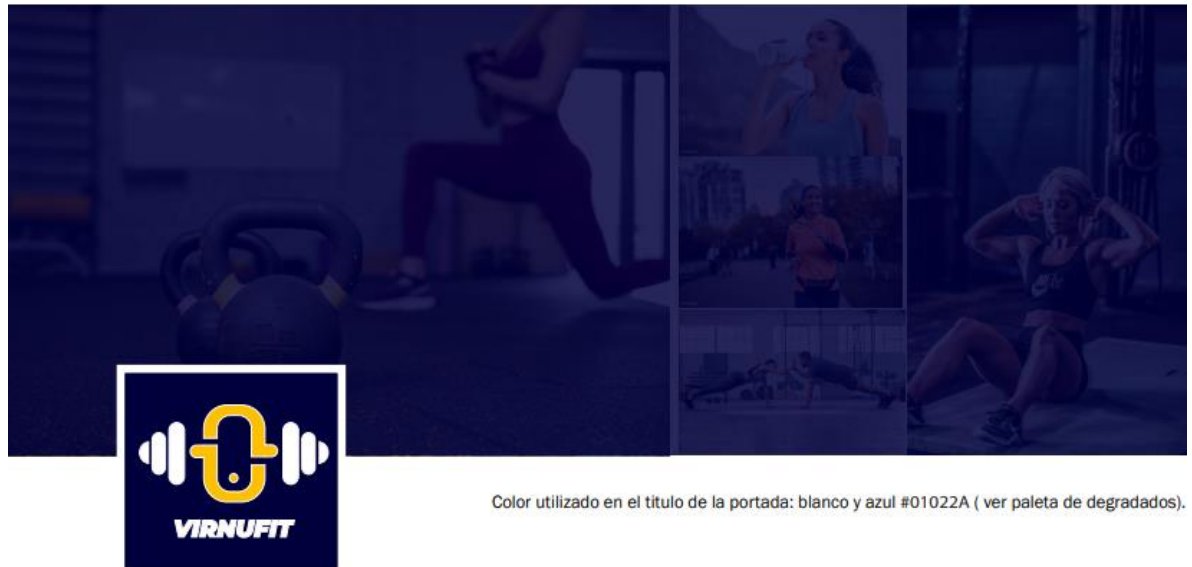 VIRNUFIT
Color utilizado en el titulo de la portada: blanco y azul #01022A ( ver paleta de degradados).